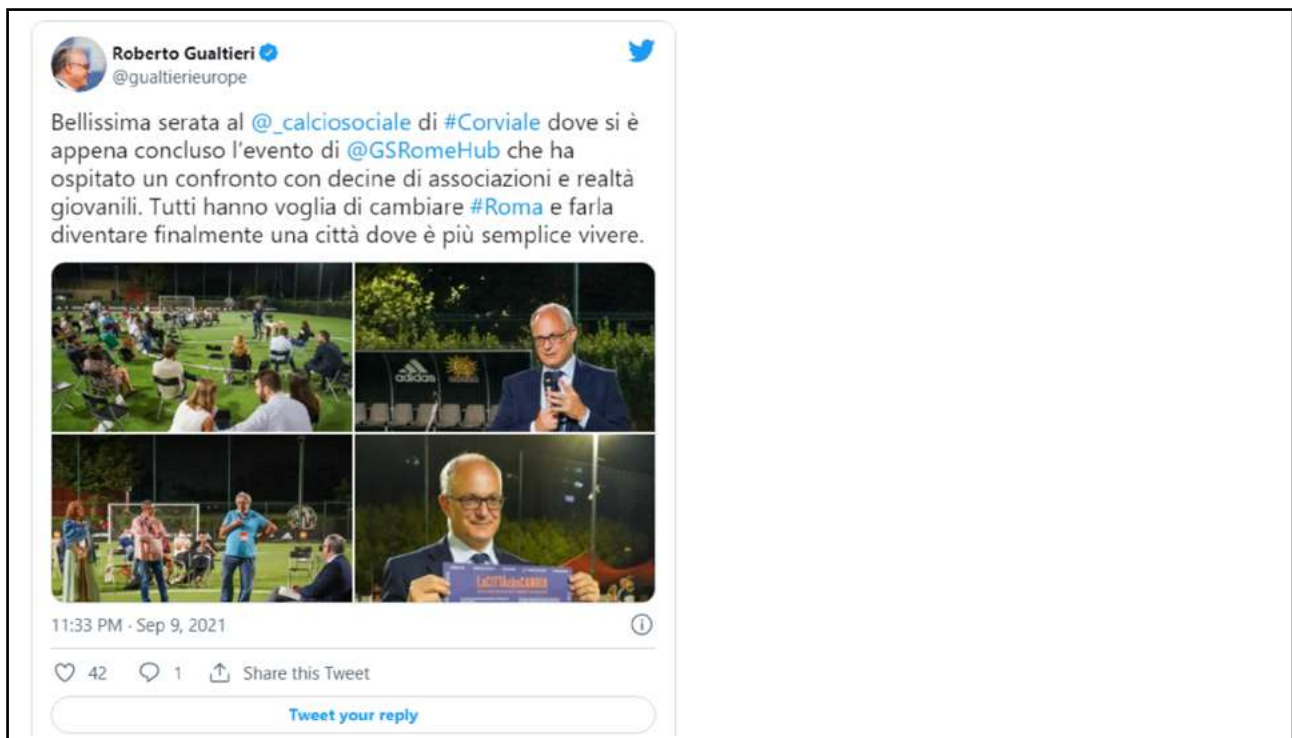 Roberto Gualtieri
@gualtierieurope
Bellissima serata al @_calciosociale di #Corviale dove si è
appena concluso l'evento di @GSRomeHub che ha
ospitato un confronto con decine di associazioni e realtà
giovanili. Tutti hanno voglia di cambiare #Roma e farla
diventare finalmente una città dove è più semplice vivere.
adidas
LaCITTÀcheCAMBIA
11:33 PM · Sep 9, 2021
42 1 Share this Tweet
Tweet your reply